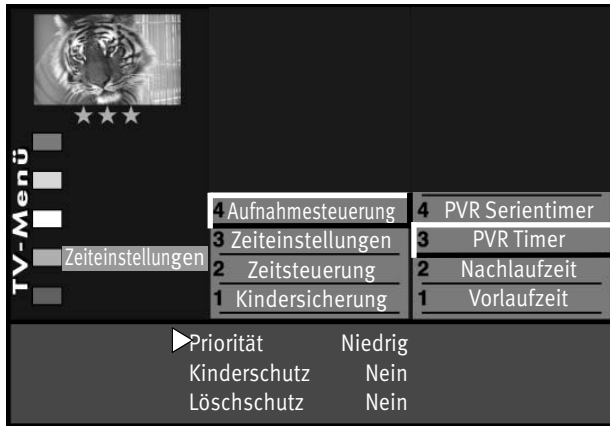 TV-Menü
Zeiteinstellungen
4 Aufnahmesteuerung
3 Zeiteinstellungen
2 Zeitsteuerung
1 Kindersicherung
4 PVR Serientimer
3 PVR Timer
2 Nachlaufzeit
1 Vorlaufzeit
Priorität Niedrig
Kinderschutz Nein
Löschschutz Nein